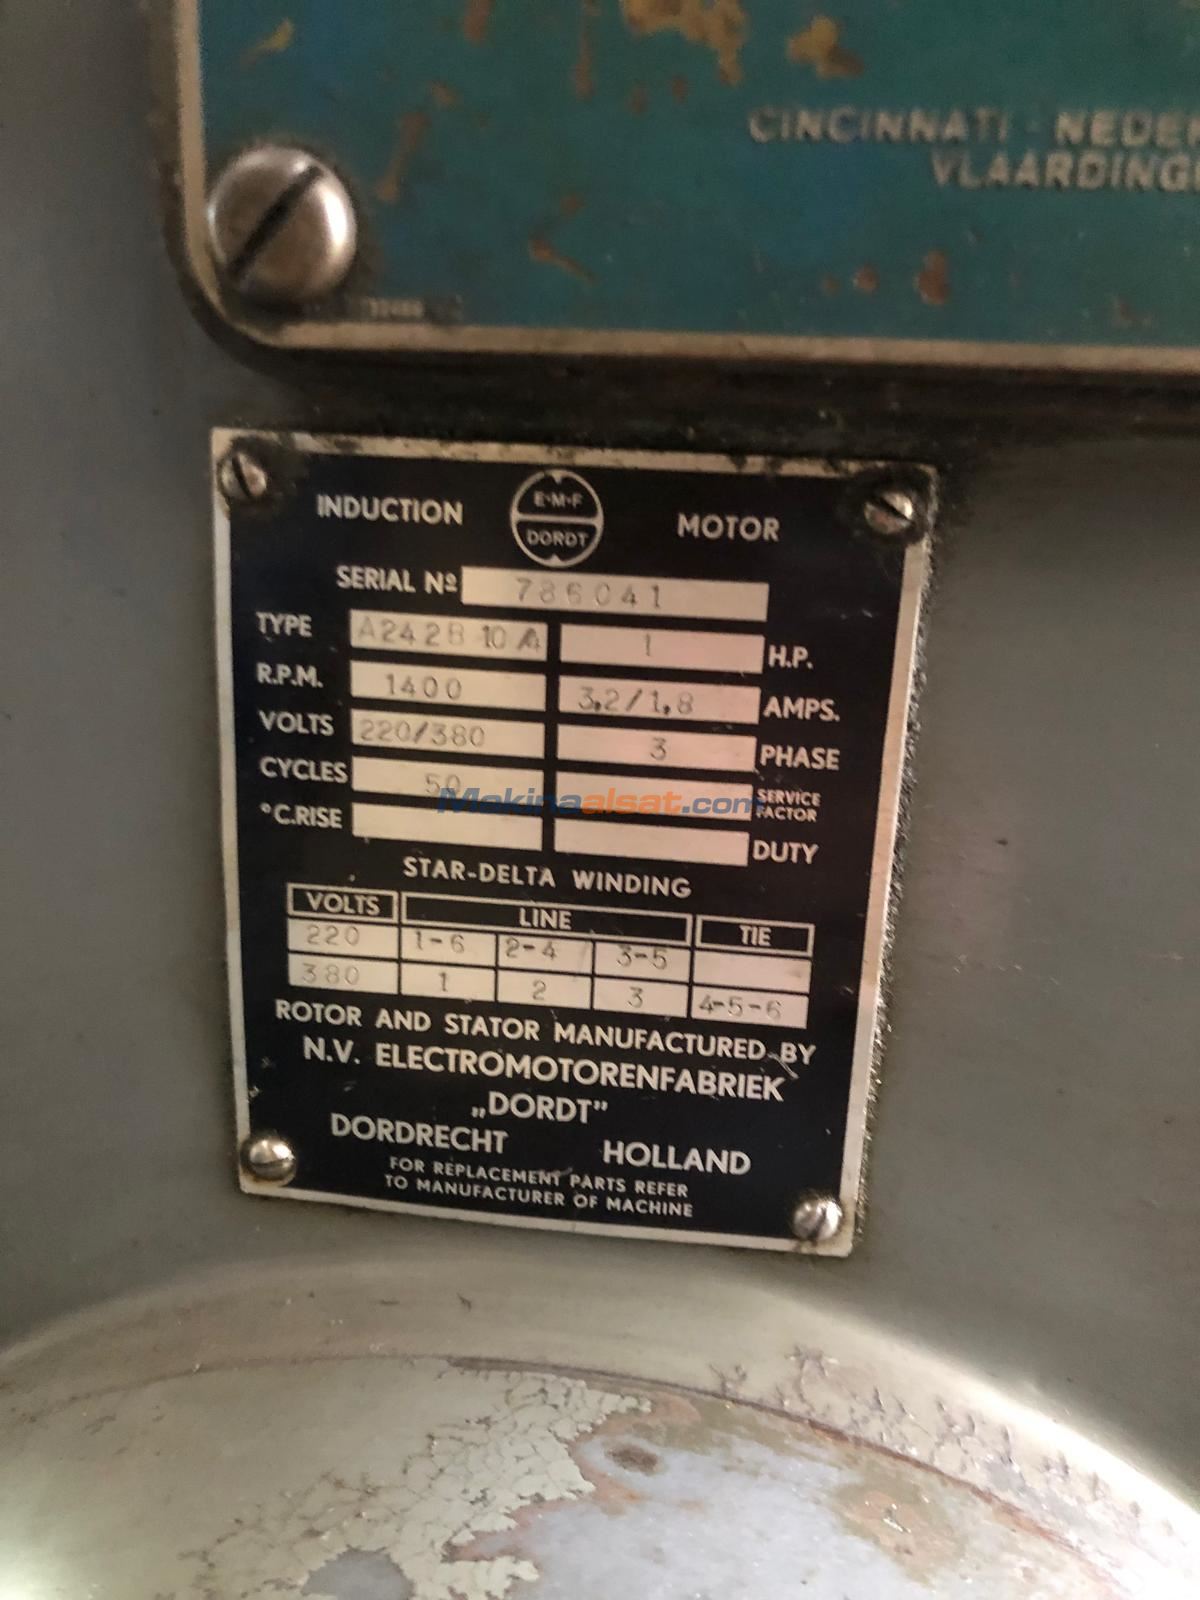 CINCINNATI - NEDER
VLAARDING
INDUCTION E·M·F DORDT MOTOR
SERIAL Nº 786041
TYPE A242B 10A 1 H.P.
R.P.M. 1400 3,2/1,8 AMPS.
VOLTS 220/380 3 PHASE
CYCLES 50 SERVICE FACTOR
°C.RISE DUTY
Makinaalsat.com
STAR-DELTA WINDING
VOLTS LINE TIE
220 1-6 2-4 3-5
380 1 2 3 4-5-6
ROTOR AND STATOR MANUFACTURED BY
N.V. ELECTROMOTORENFABRIEK
„DORDT"
DORDRECHT HOLLAND
FOR REPLACEMENT PARTS REFER
TO MANUFACTURER OF MACHINE